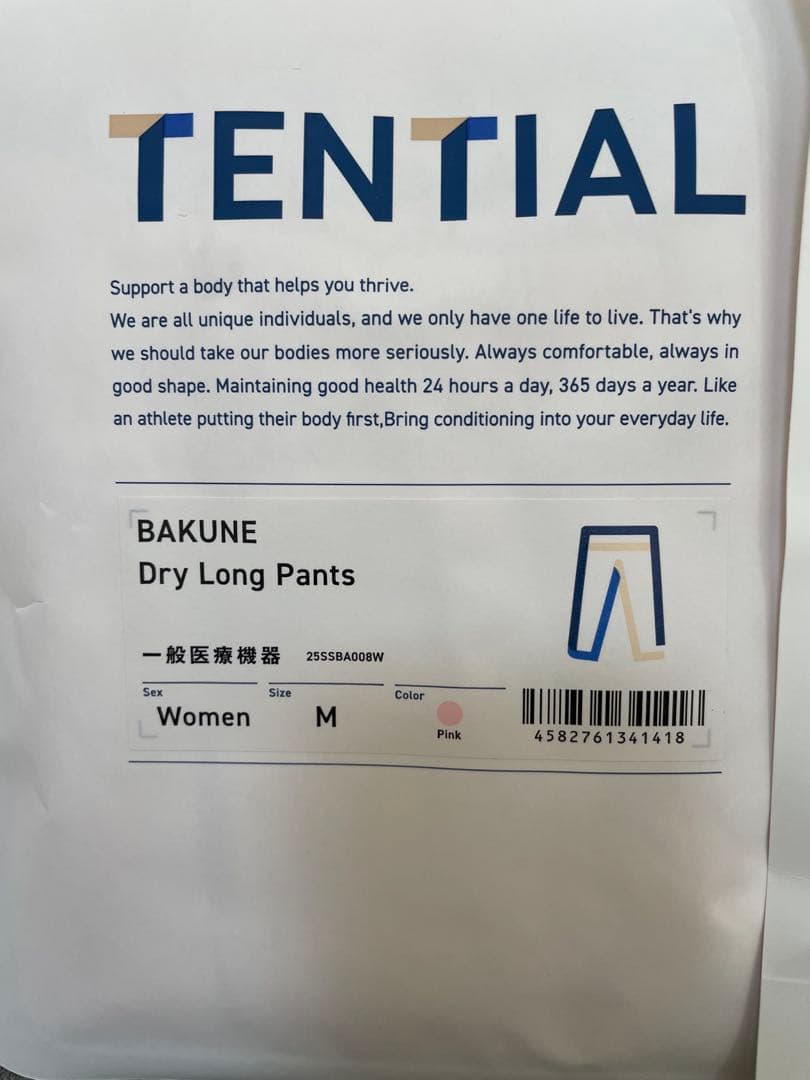 TENTIAL
Support a body that helps you thrive.
We are all unique individuals, and we only have one life to live. That's why
we should take our bodies more seriously. Always comfortable, always in
good shape. Maintaining good health 24 hours a day, 365 days a year. Like
an athlete putting their body first,Bring conditioning into your everyday life.
BAKUNE
Dry Long Pants
一般医療機器 25SSBA008W
Sex Size Color
Women M
Pink
4582761341418